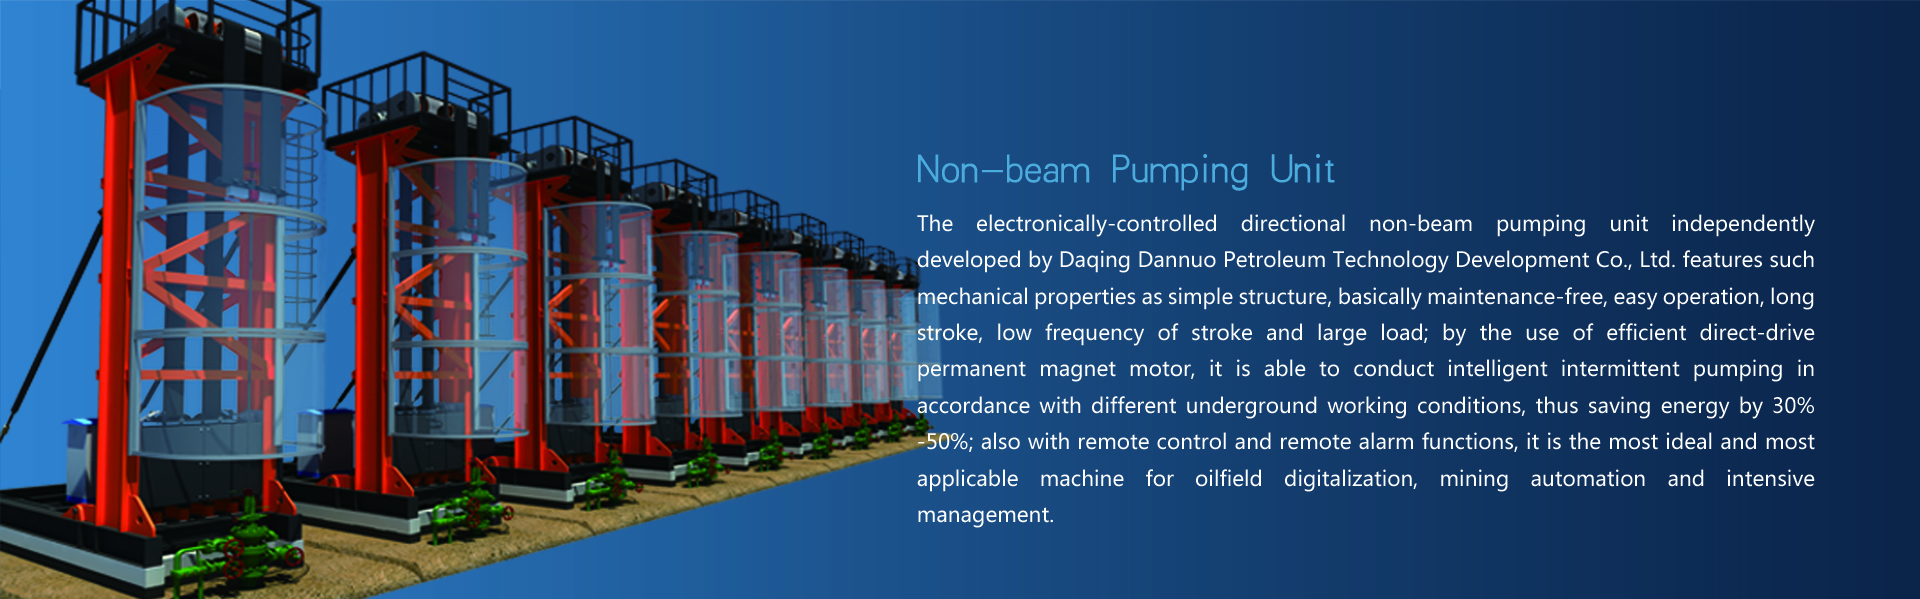 Non-beam Pumping Unit
The electronically-controlled directional non-beam pumping unit independently
developed by Daqing Dannuo Petroleum Technology Development Co., Ltd. features such
mechanical properties as simple structure, basically maintenance-free, easy operation, long
stroke, low frequency of stroke and large load; by the use of efficient direct-drive
permanent magnet motor, it is able to conduct intelligent intermittent pumping in
accordance with different underground working conditions, thus saving energy by 30%
-50%; also with remote control and remote alarm functions, it is the most ideal and most
applicable machine for oilfield digitalization, mining automation and intensive
management.